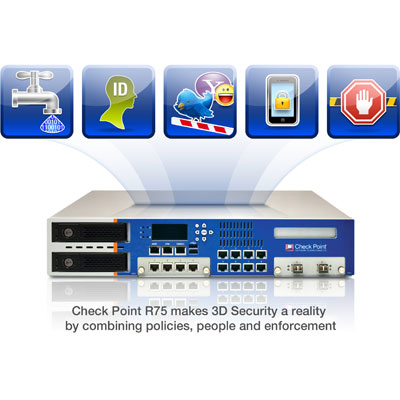 ID
Check Point
Check Point R75 makes 3D Security a reality
by combining policies, people and enforcement